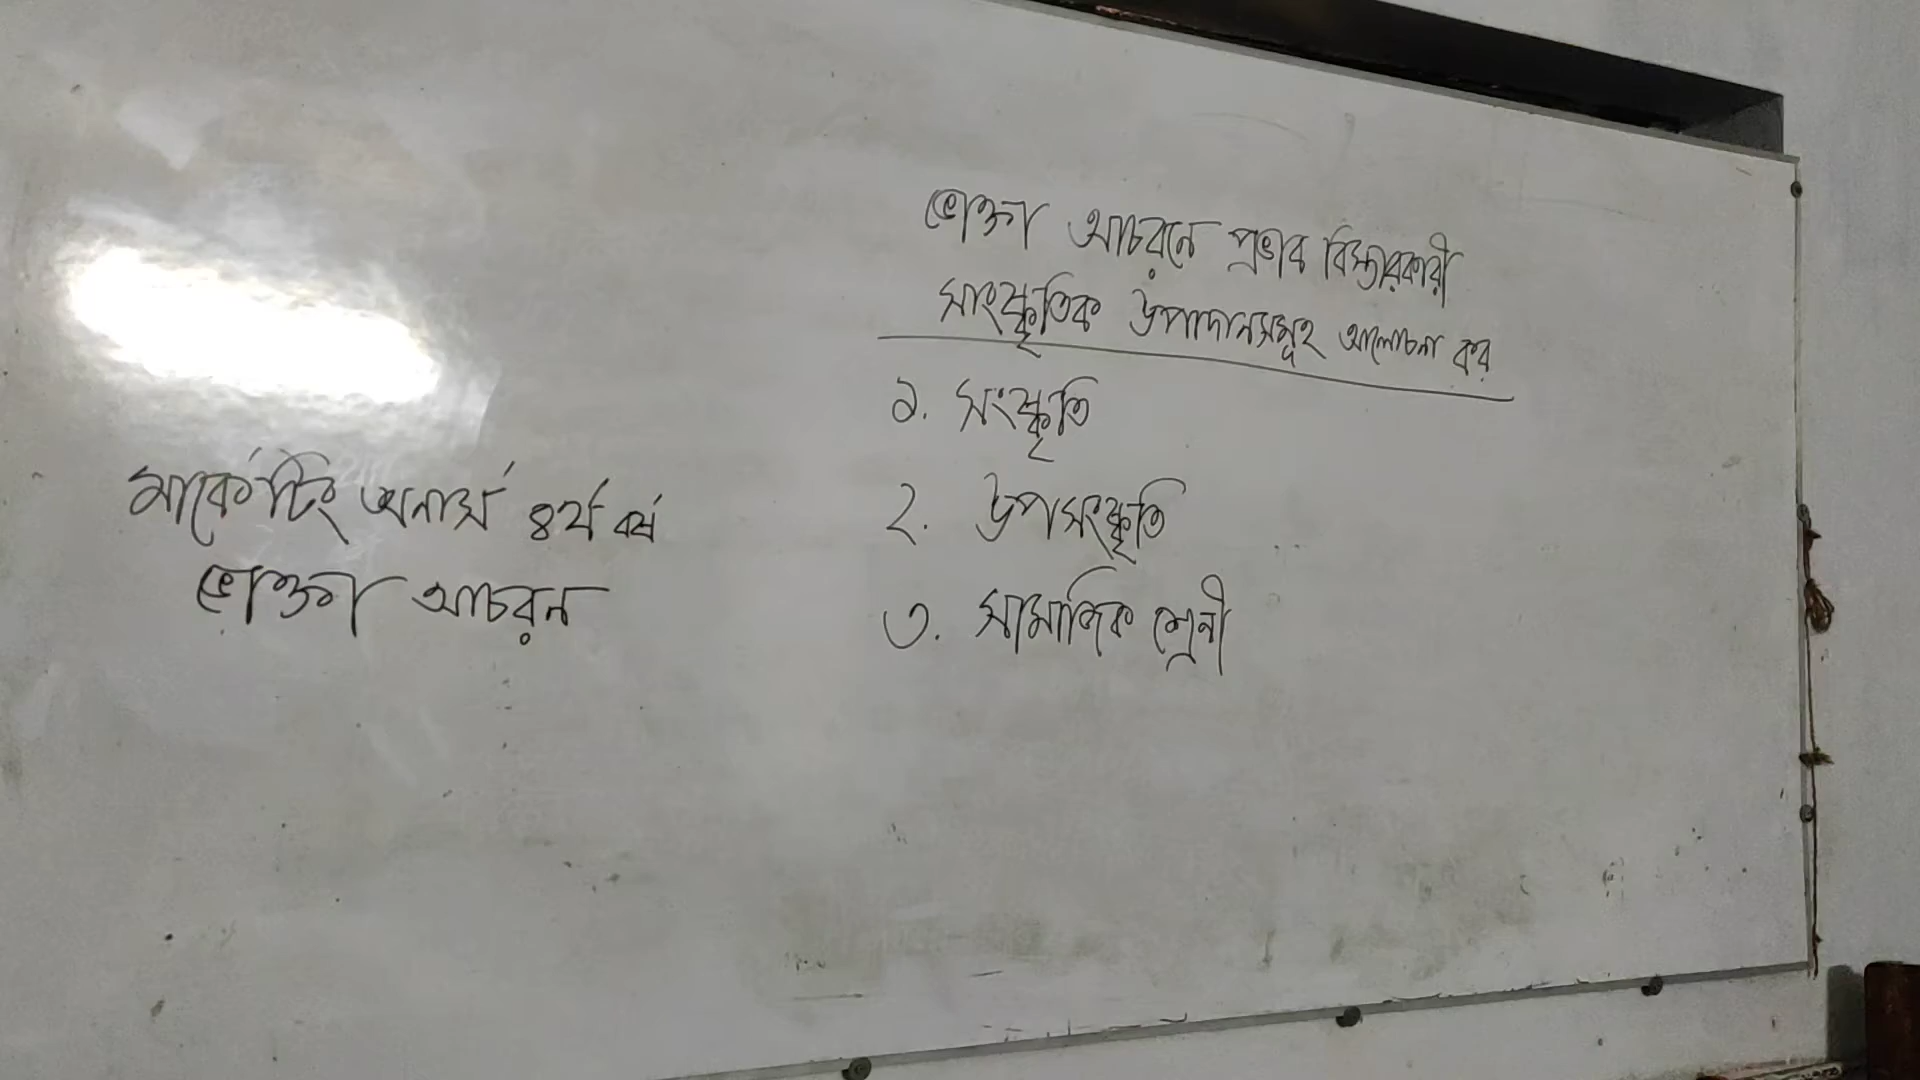 মার্কেটিং অনার্স ৪র্থ বর্ষ
ভোক্তা আচরন
ভোক্তা আচরনে প্রভাব বিস্তারকারী
সাংস্কৃতিক উপাদানসমূহ আলোচনা কর
১. সংস্কৃতি
২. উপসংস্কৃতি
৩. সামাজিক শ্রেনী